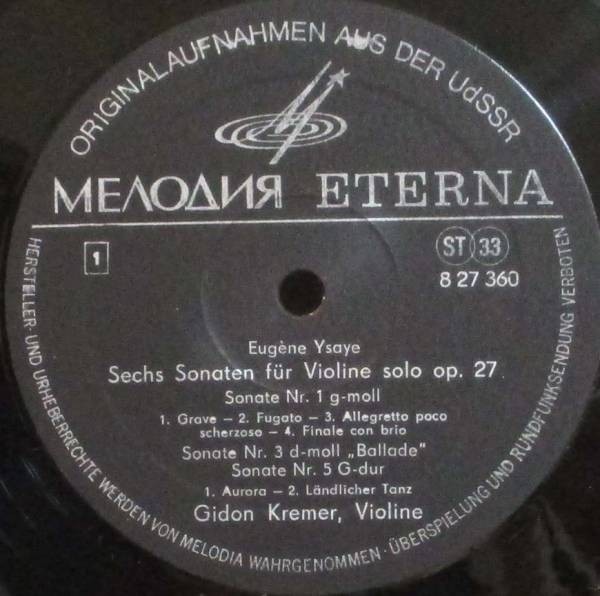 ORIGINALAUFNAHMEN AUS DER UdSSR
МЕЛОДИЯ ETERNA
1
ST 33
8 27 360
Eugène Ysaye
Sechs Sonaten für Violine solo op. 27
Sonate Nr. 1 g-moll
1. Grave – 2. Fugato – 3. Allegretto poco
scherzoso – 4. Finale con brio
Sonate Nr. 3 d-moll „Ballade"
Sonate Nr. 5 G-dur
1. Aurora – 2. Ländlicher Tanz
Gidon Kremer, Violine
HERSTELLER- UND URHEBERRECHTE WERDEN VON MELODIA WAHRGENOMMEN · ÜBERSPIELUNG UND RUNDFUNKSENDUNG VERBOTEN